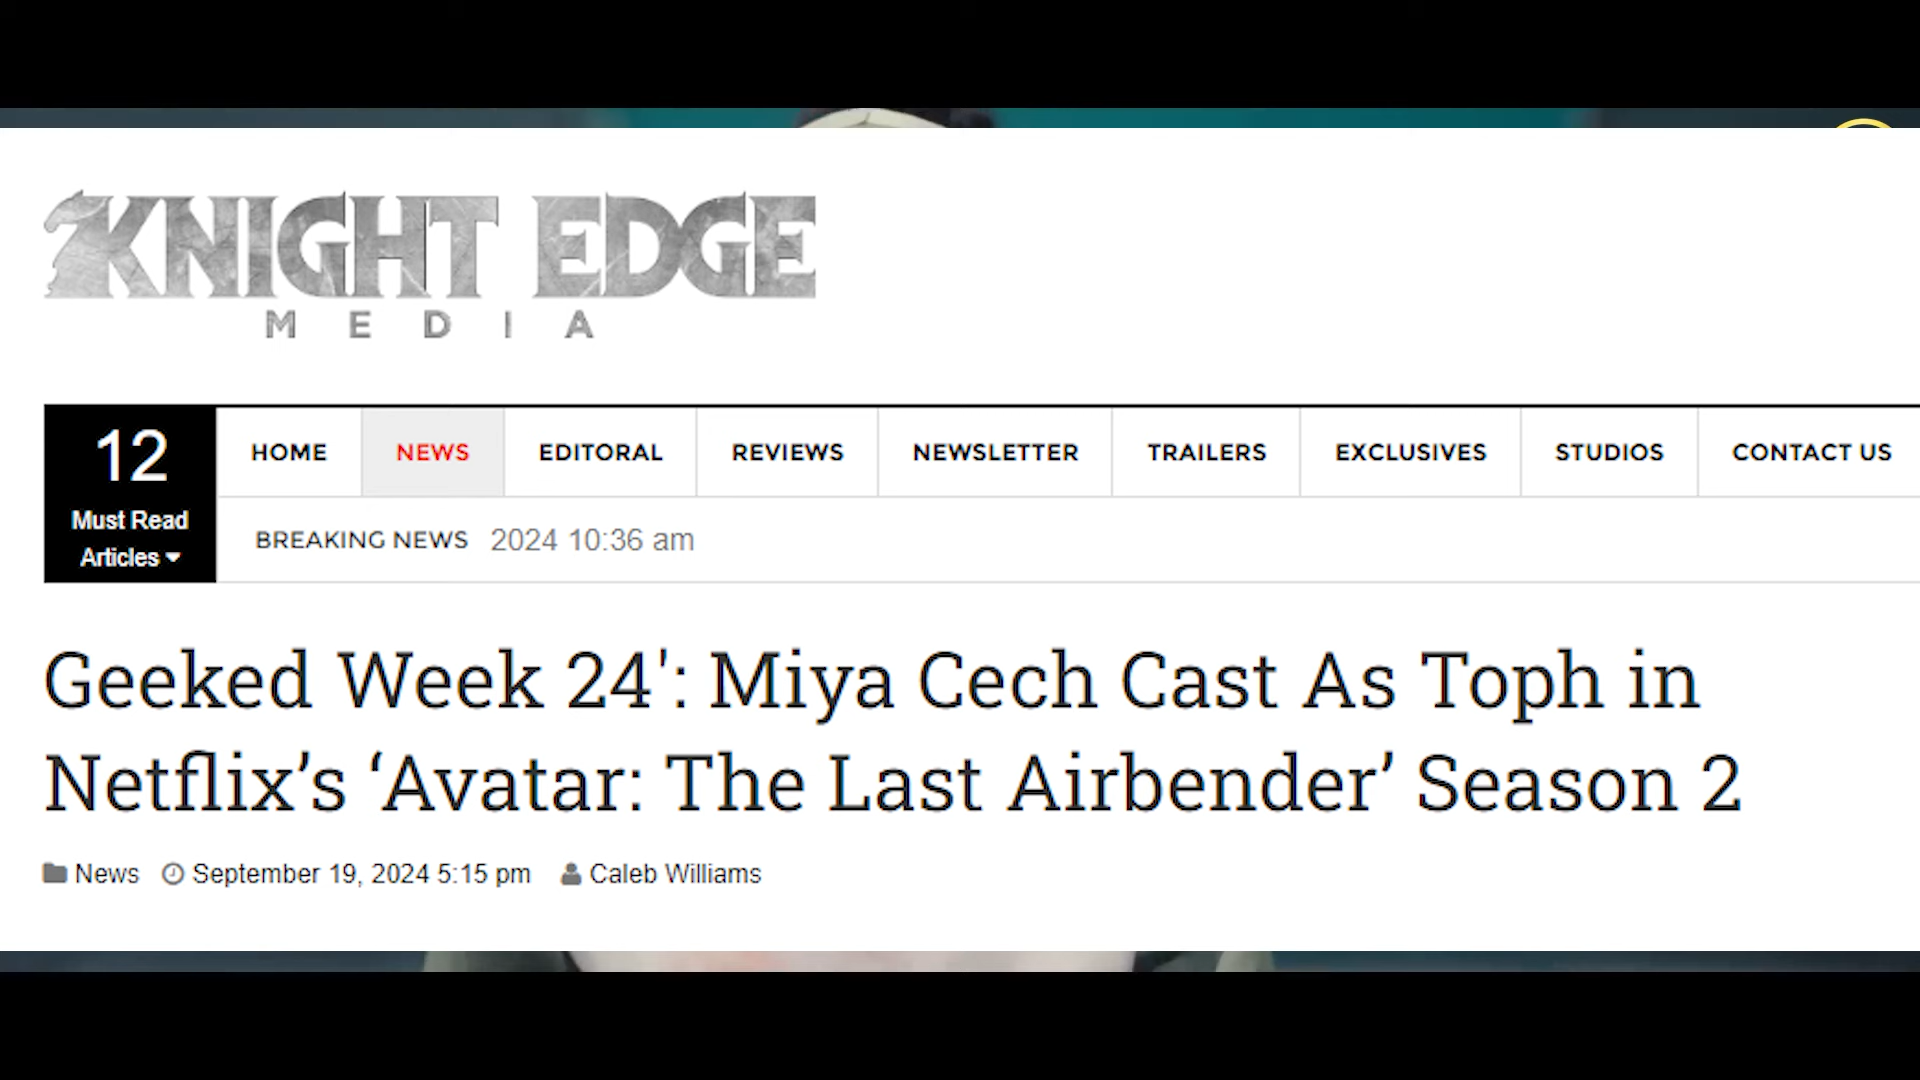 KNIGHT EDGE
MEDIA
12
Must Read
Articles
HOME NEWS EDITORAL REVIEWS NEWSLETTER TRAILERS EXCLUSIVES STUDIOS CONTACT US
BREAKING NEWS 2024 10:36 am
Geeked Week 24': Miya Cech Cast As Toph in
Netflix’s ‘Avatar: The Last Airbender’ Season 2
News September 19, 2024 5:15 pm Caleb Williams